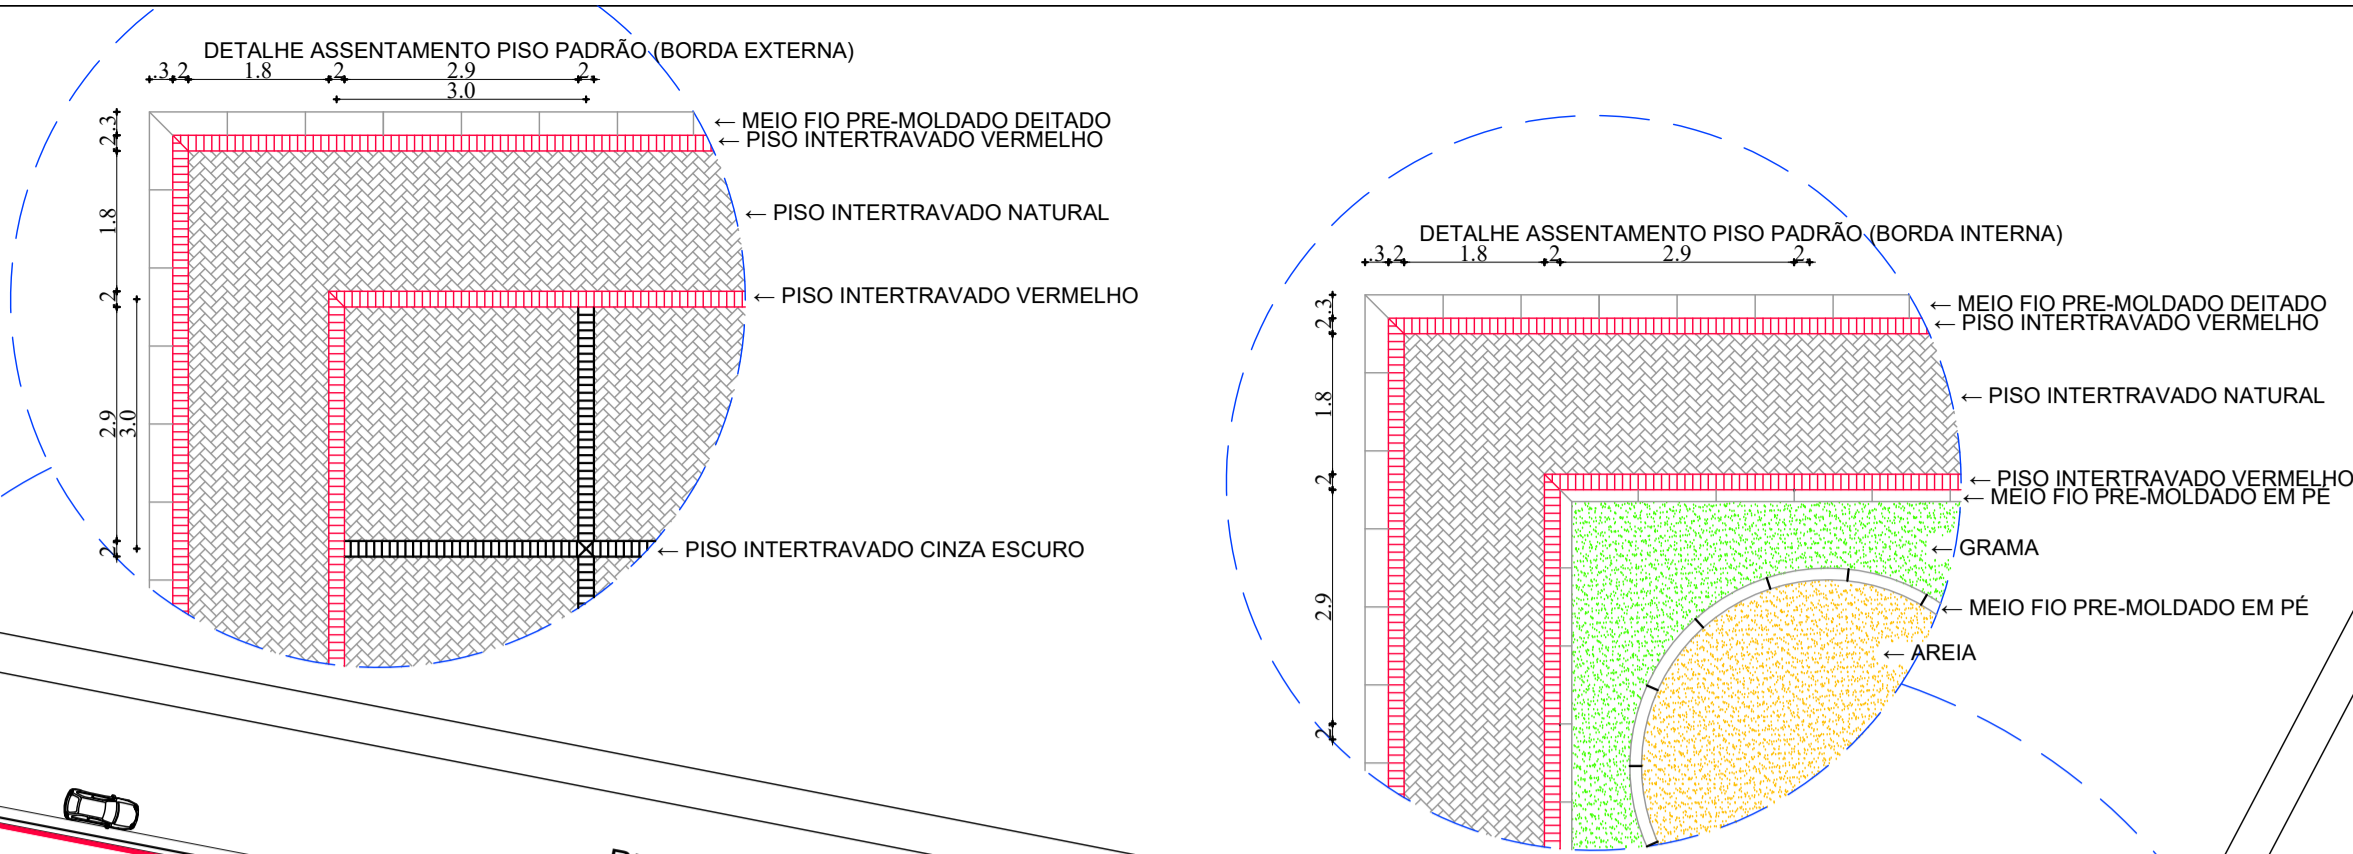 DETALHE ASSENTAMENTO PISO PADRÃO (BORDA EXTERNA)
.3 .2 1.8 .2 2.9 .2
3.0
.3
.2
1.8
.2
2.9
3.0
.2
← MEIO FIO PRE-MOLDADO DEITADO
← PISO INTERTRAVADO VERMELHO
← PISO INTERTRAVADO NATURAL
← PISO INTERTRAVADO VERMELHO
← PISO INTERTRAVADO CINZA ESCURO
DETALHE ASSENTAMENTO PISO PADRÃO (BORDA INTERNA)
.3 .2 1.8 .2 2.9 .2
.3
.2
1.8
.2
2.9
.2
← MEIO FIO PRE-MOLDADO DEITADO
← PISO INTERTRAVADO VERMELHO
← PISO INTERTRAVADO NATURAL
← PISO INTERTRAVADO VERMELHO
← MEIO FIO PRE-MOLDADO EM PÉ
← GRAMA
← MEIO FIO PRE-MOLDADO EM PÉ
← AREIA